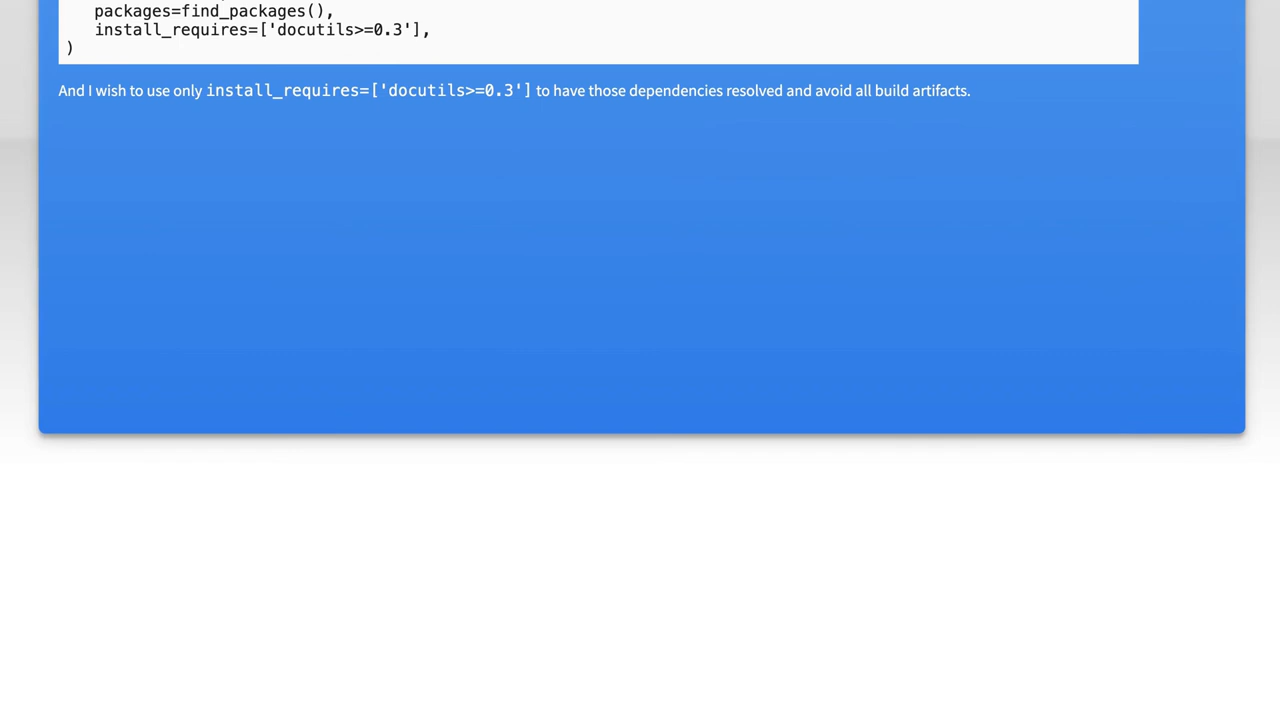 packages=find_packages(),
install_requires=['docutils>=0.3'],
)
And I wish to use only install_requires=['docutils>=0.3'] to have those dependencies resolved and avoid all build artifacts.